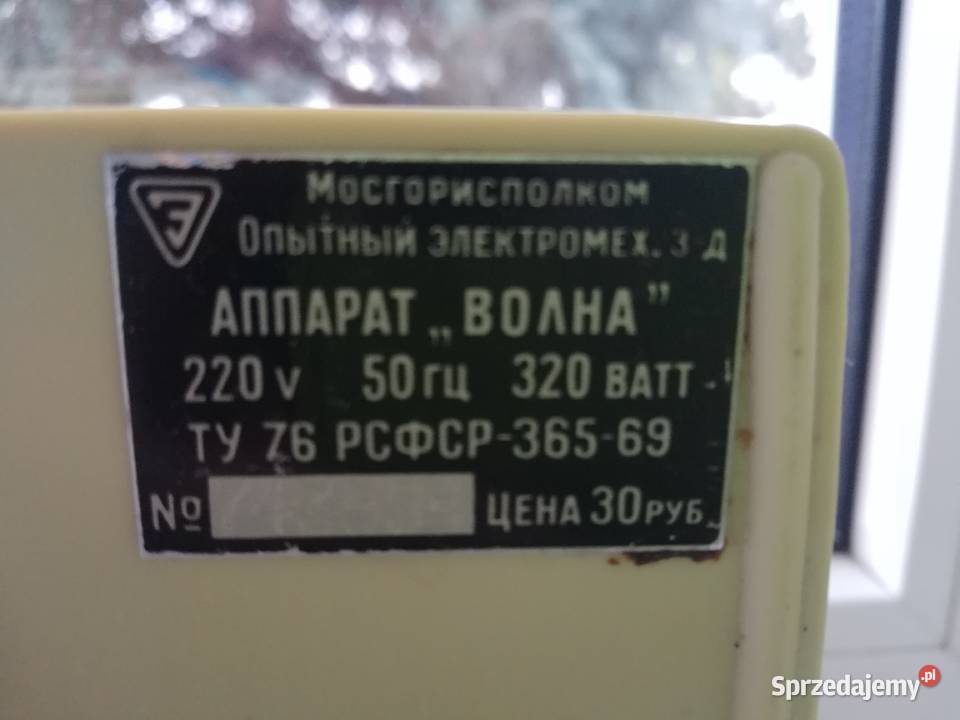 Э
Мосгорисполком
Опытный электромех. з-д
АППАРАТ „ВОЛНА”
220 V 50 гц 320 ВАТТ
ТУ 76 РСФСР-365-69
№
ЦЕНА 30 РУБ.
Sprzedajemy.pl